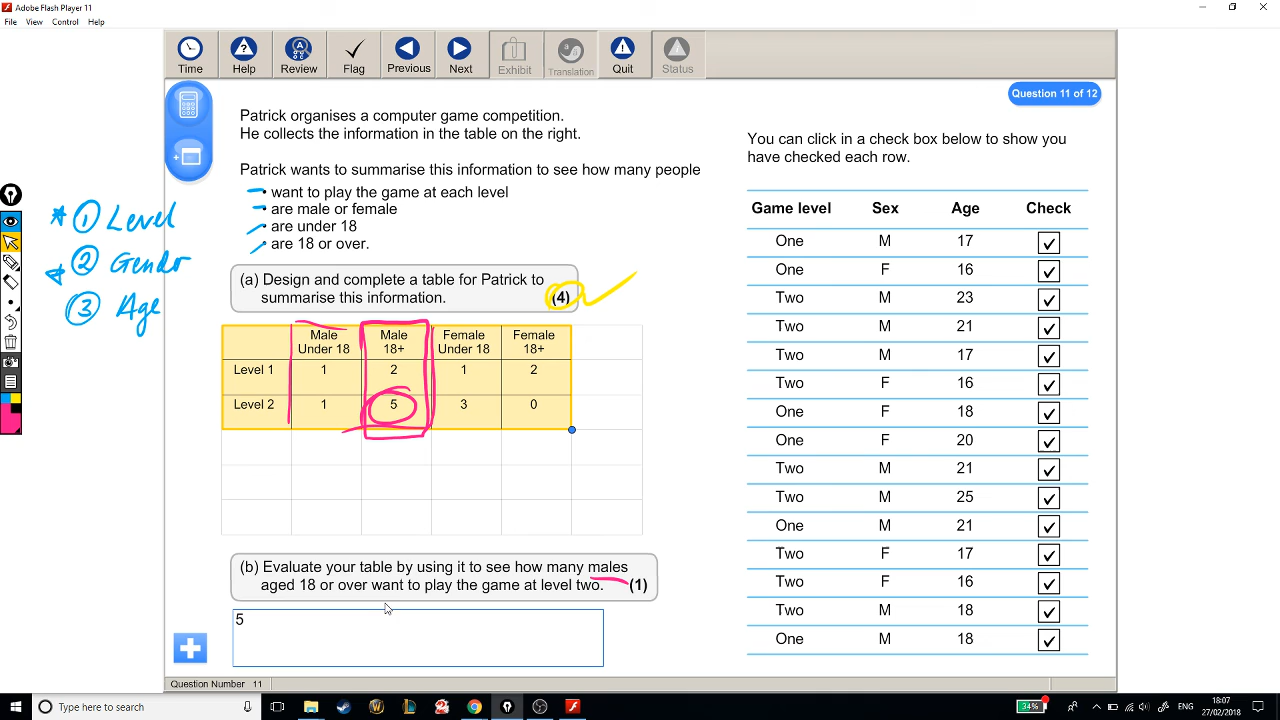 Adobe Flash Player 11
File View Control Help
Time Help Review Flag Previous Next Exhibit Translation Quit Status
Question 11 of 12
Patrick organises a computer game competition.
He collects the information in the table on the right.
Patrick wants to summarise this information to see how many people
• want to play the game at each level
• are male or female
• are under 18
• are 18 or over.
① Level
② Gender
③ Age
(a) Design and complete a table for Patrick to
summarise this information. (4)
Male Under 18 Male 18+ Female Under 18 Female 18+
Level 1 1 2 1 2
Level 2 1 5 3 0
(b) Evaluate your table by using it to see how many males
aged 18 or over want to play the game at level two. (1)
5
You can click in a check box below to show you
have checked each row.
Game level Sex Age Check
One M 17 ✓
One F 16 ✓
Two M 23 ✓
Two M 21 ✓
Two M 17 ✓
Two F 16 ✓
One F 18 ✓
One F 20 ✓
Two M 21 ✓
Two M 25 ✓
One M 21 ✓
Two F 17 ✓
Two F 16 ✓
Two M 18 ✓
One M 18 ✓
Question Number 11
Type here to search
34%
ENG
18:07
27/02/2018